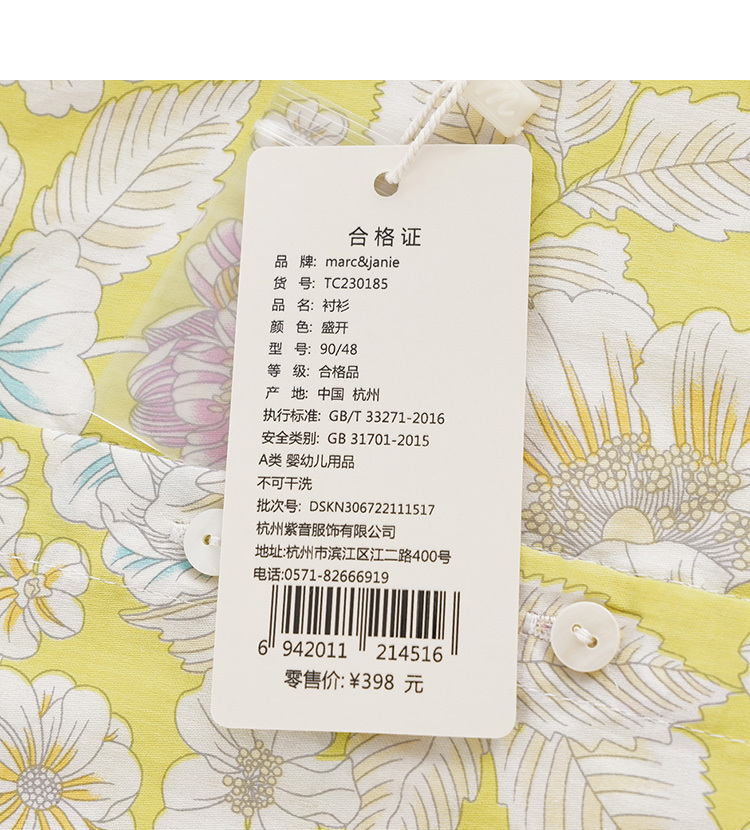 合格证
品 牌: marc&janie
货 号: TC230185
品 名: 衬衫
颜 色: 盛开
型 号: 90/48
等 级: 合格品
产 地: 中国 杭州
执行标准: GB/T 33271-2016
安全类别: GB 31701-2015
A类 婴幼儿用品
不可干洗
批次号: DSKN306722111517
杭州紫音服饰有限公司
地址:杭州市滨江区江二路400号
电话:0571-82666919
6 942011 214516
零售价: ¥398 元